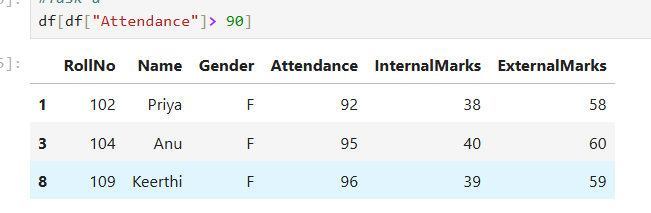 #Task a
df[df["Attendance"]> 90]
5]:
RollNo Name Gender Attendance InternalMarks ExternalMarks
1 102 Priya F 92 38 58
3 104 Anu F 95 40 60
8 109 Keerthi F 96 39 59